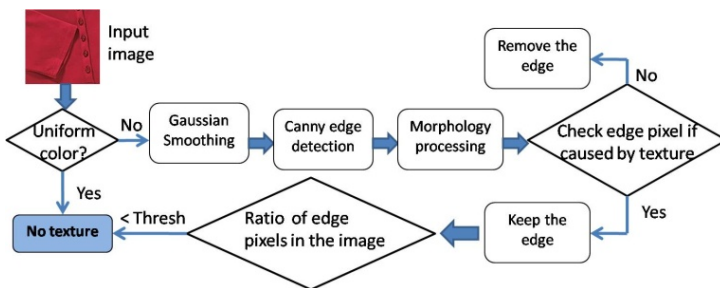 Input
image
Remove the
edge
No
Uniform
color?
No
Gaussian
Smoothing
Canny edge
detection
Morphology
processing
Check edge pixel if
caused by texture
Yes
Yes
No texture
< Thresh
Ratio of edge
pixels in the image
Keep the
edge